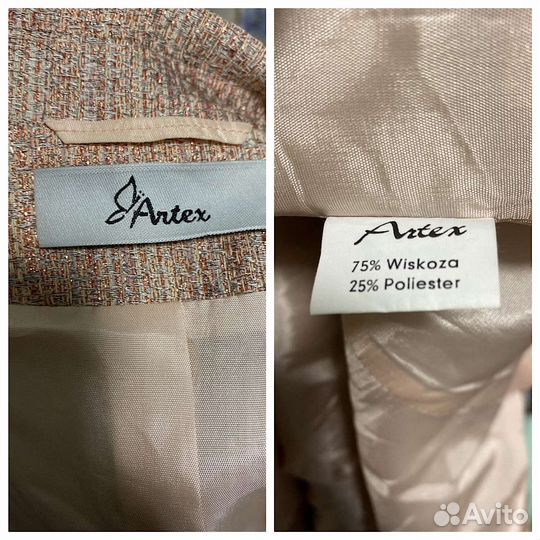 Artex
Artex
75% Wiskoza
25% Poliester
Avito